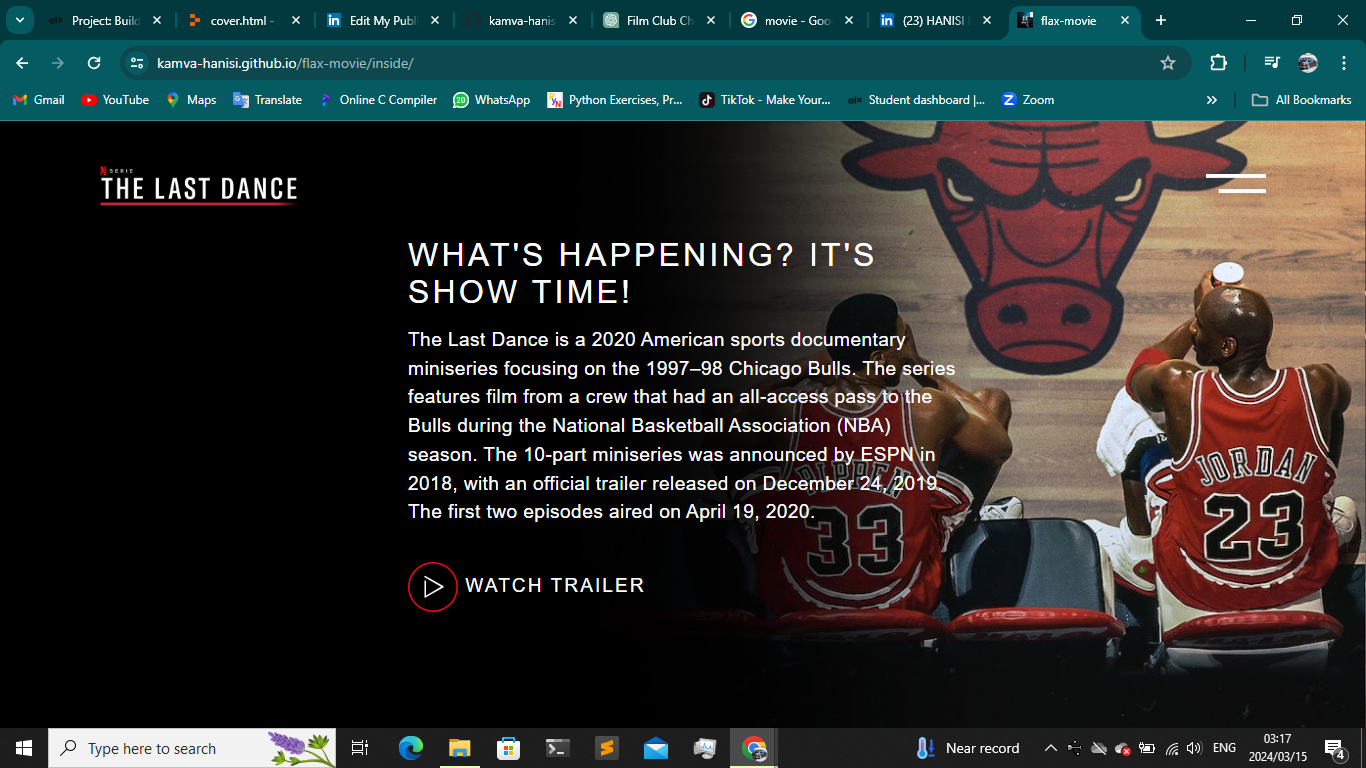 Project: Build
cover.html -
Edit My Publ
kamva-hanis
Film Club Ch
movie - Goo
(23) HANISI
flax-movie
kamva-hanisi.github.io/flax-movie/inside/
Gmail
YouTube
Maps
Translate
Online C Compiler
20
WhatsApp
Python Exercises, Pr...
TikTok - Make Your...
alx
Student dashboard |...
Zoom
»
All Bookmarks
N SERIE
THE LAST DANCE
WHAT'S HAPPENING? IT'S
SHOW TIME!
The Last Dance is a 2020 American sports documentary
miniseries focusing on the 1997–98 Chicago Bulls. The series
features film from a crew that had an all-access pass to the
Bulls during the National Basketball Association (NBA)
season. The 10-part miniseries was announced by ESPN in
2018, with an official trailer released on December 24, 2019.
The first two episodes aired on April 19, 2020.
WATCH TRAILER
PIPPEN
33
JORDAN
23
Type here to search
Near record
ENG
03:17
2024/03/15
4